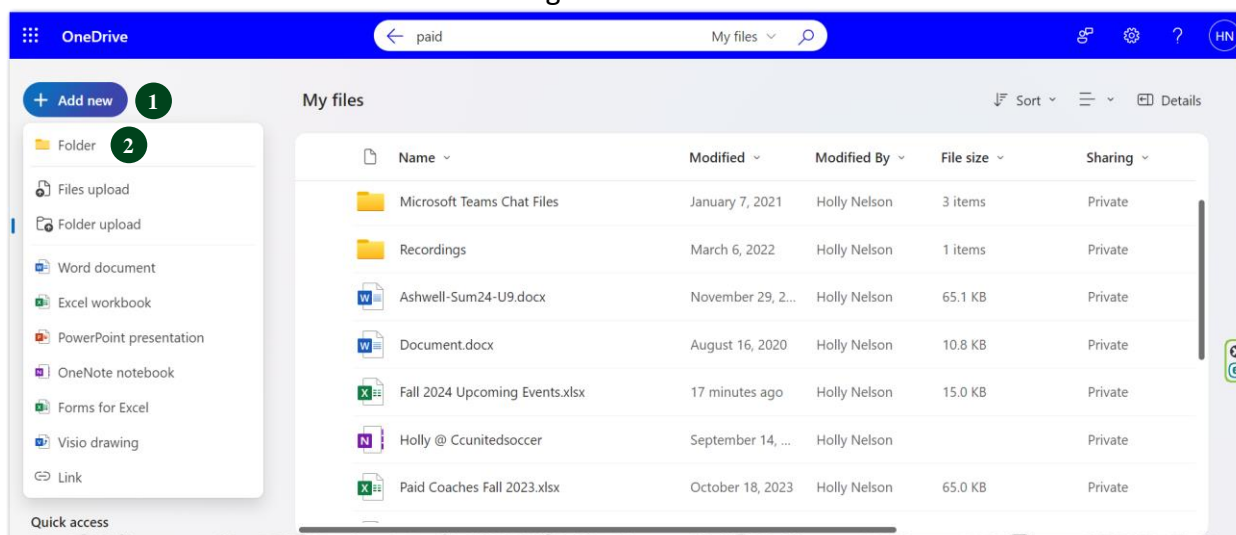 OneDrive
paid
My files
HN
+ Add new
1
My files
Sort
Details
Folder
2
Files upload
Folder upload
Word document
Excel workbook
PowerPoint presentation
OneNote notebook
Forms for Excel
Visio drawing
Link
Quick access
Name Modified Modified By File size Sharing
Microsoft Teams Chat Files January 7, 2021 Holly Nelson 3 items Private
Recordings March 6, 2022 Holly Nelson 1 items Private
Ashwell-Sum24-U9.docx November 29, 2... Holly Nelson 65.1 KB Private
Document.docx August 16, 2020 Holly Nelson 10.8 KB Private
Fall 2024 Upcoming Events.xlsx 17 minutes ago Holly Nelson 15.0 KB Private
Holly @ Ccunitedsoccer September 14, ... Holly Nelson Private
Paid Coaches Fall 2023.xlsx October 18, 2023 Holly Nelson 65.0 KB Private